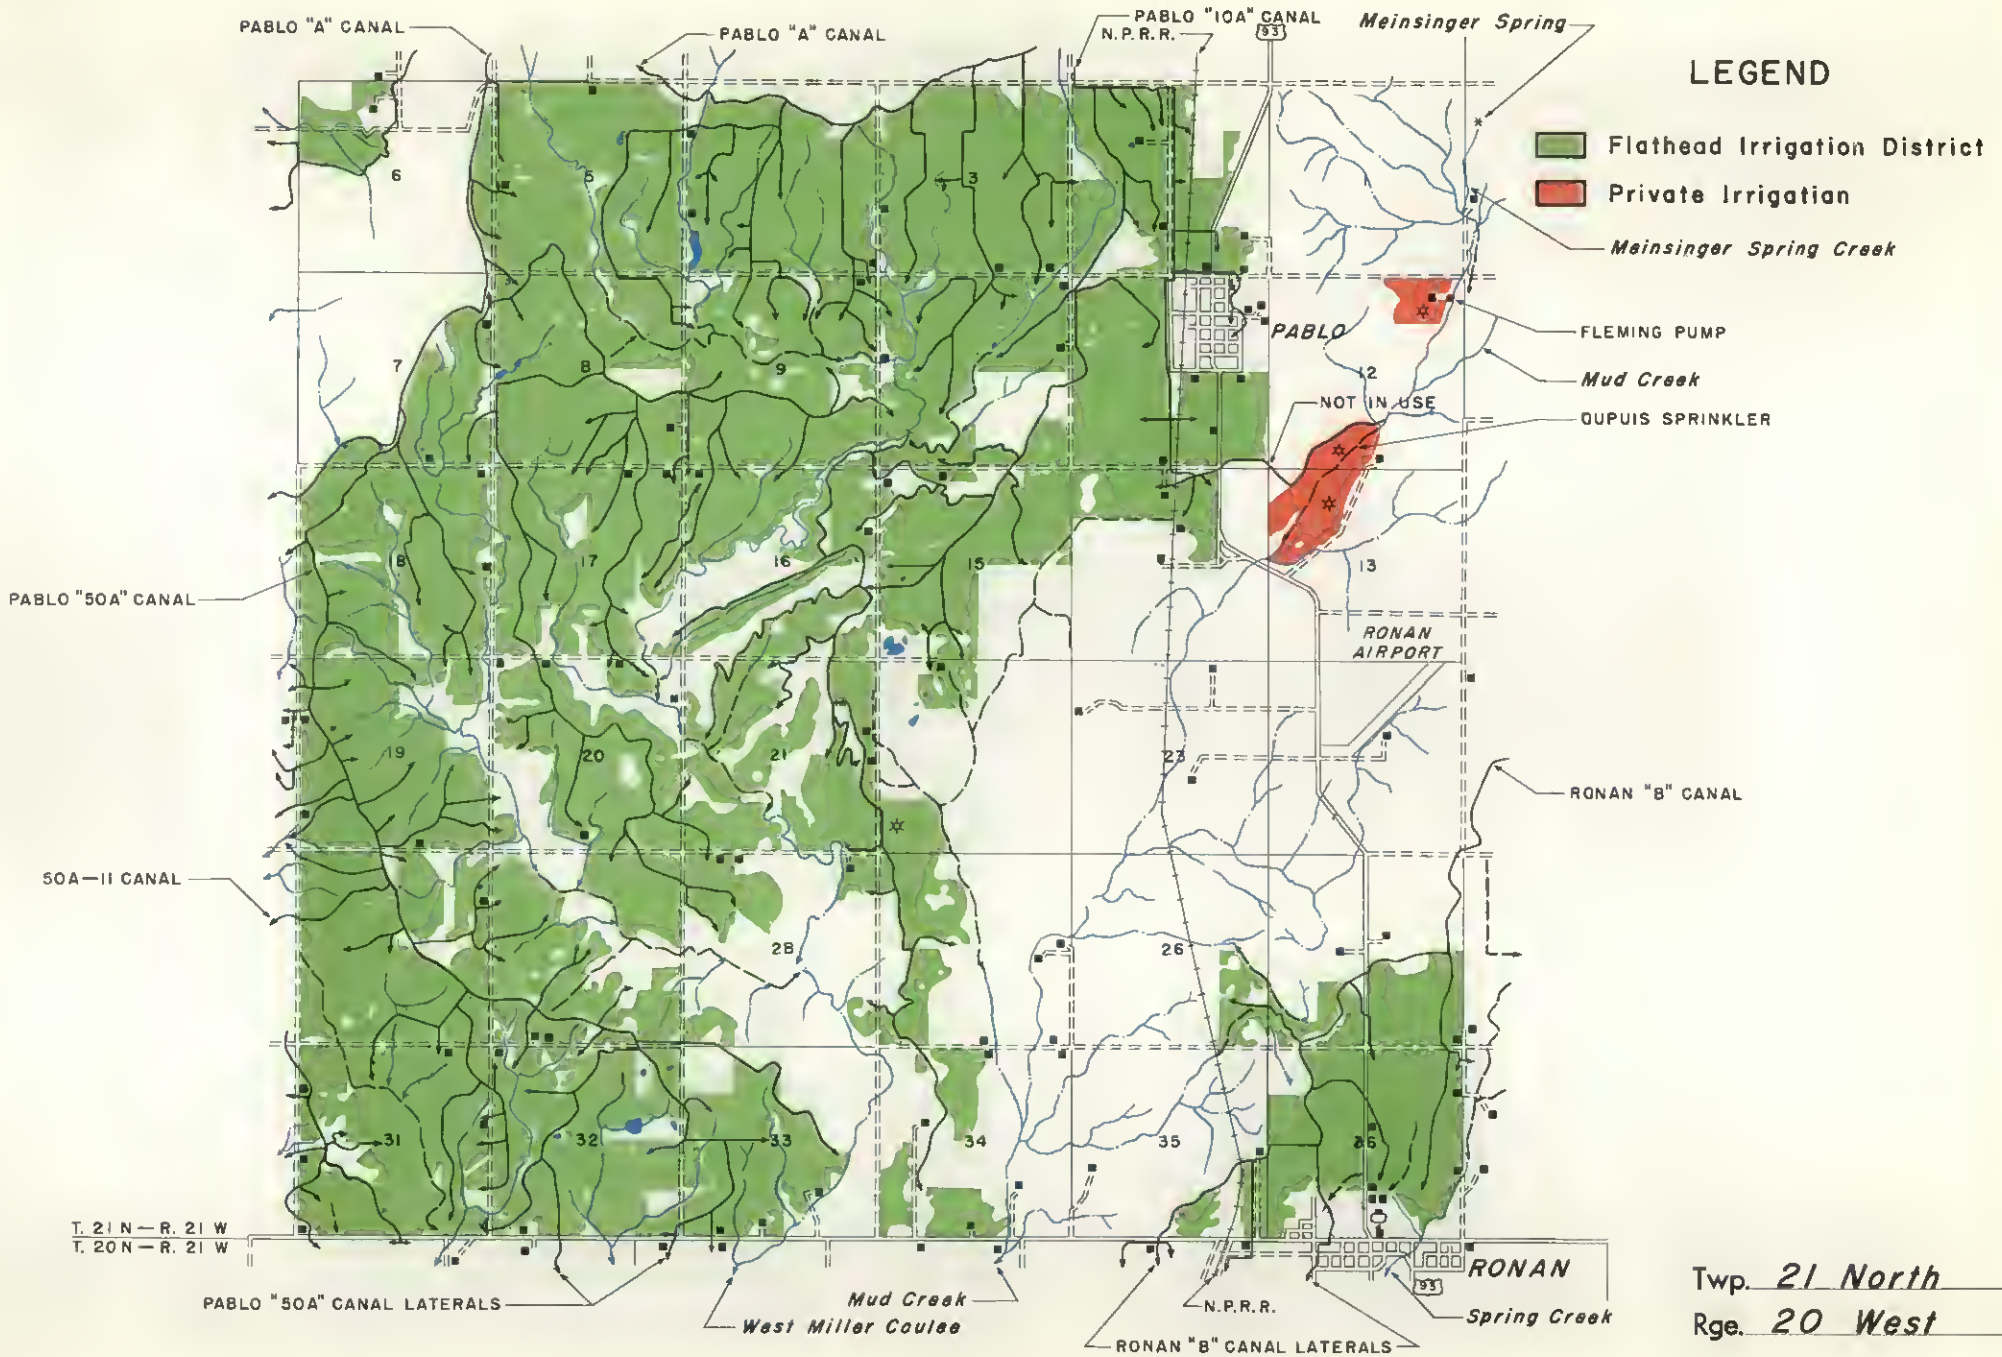 PABLO "A" CANAL
PABLO "A" CANAL
PABLO "10A" CANAL
N.P.R.R.
93
Meinsinger Spring
LEGEND
Flathead Irrigation District
Private Irrigation
Meinsinger Spring Creek
6
5
3
PABLO
FLEMING PUMP
7
8
9
12
Mud Creek
NOT IN USE
DUPUIS SPRINKLER
PABLO "50A" CANAL
18
17
16
15
13
RONAN
AIRPORT
19
20
21
23
RONAN "B" CANAL
50A-11 CANAL
28
26
31
32
33
34
35
36
T. 21 N - R. 21 W
T. 20 N - R. 21 W
RONAN
93
PABLO "50A" CANAL LATERALS
Mud Creek
West Miller Coulee
N.P.R.R.
RONAN "B" CANAL LATERALS
Spring Creek
Twp. 21 North
Rge. 20 West